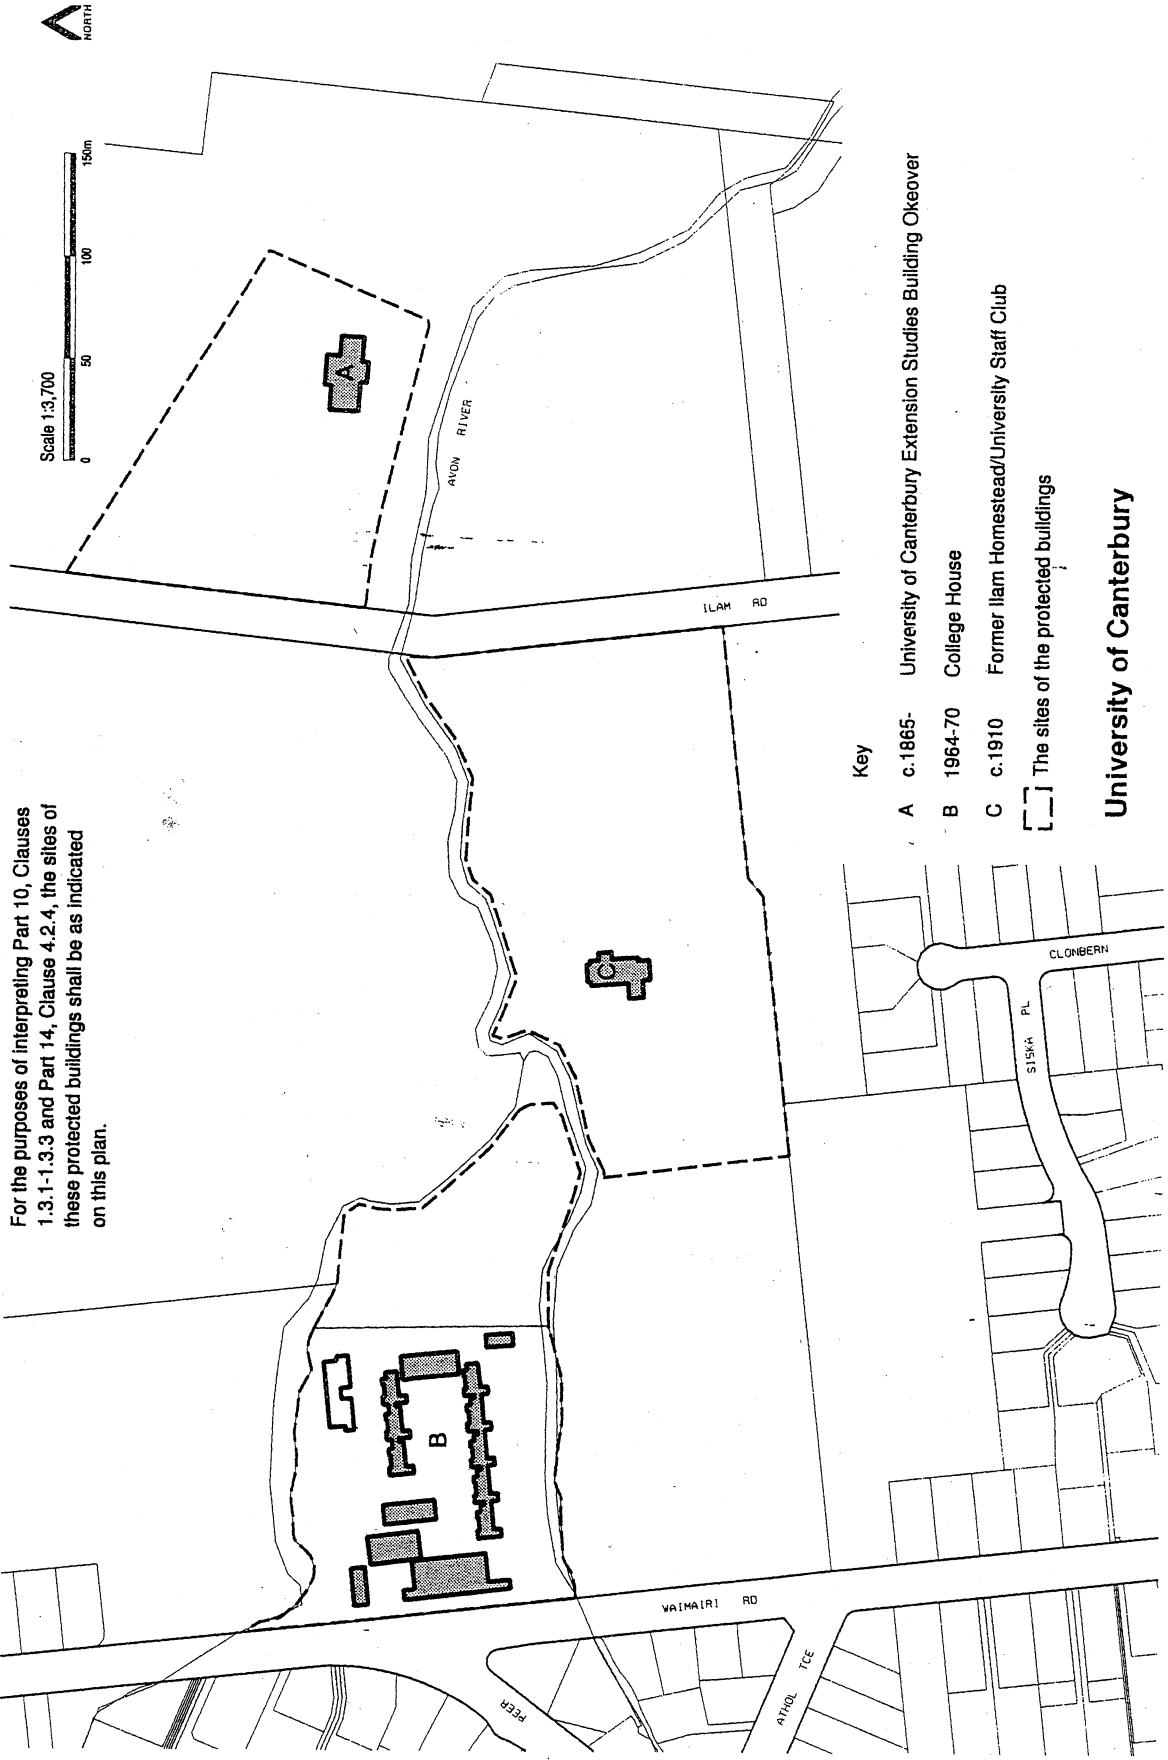 For the purposes of interpreting Part 10, Clauses
1.3.1-1.3.3 and Part 14, Clause 4.2.4, the sites of
these protected buildings shall be as indicated
on this plan.
Scale 1:3,700
0 50 100 150m
NORTH
A
AVON RIVER
ILAM RD
C
B
WAIMAIRI RD
PEER
ATHOL TCE
SISKA PL
CLONBERN
Key
A c.1865- University of Canterbury Extension Studies Building Okeover
B 1964-70 College House
C c.1910 Former Ilam Homestead/University Staff Club
The sites of the protected buildings
University of Canterbury